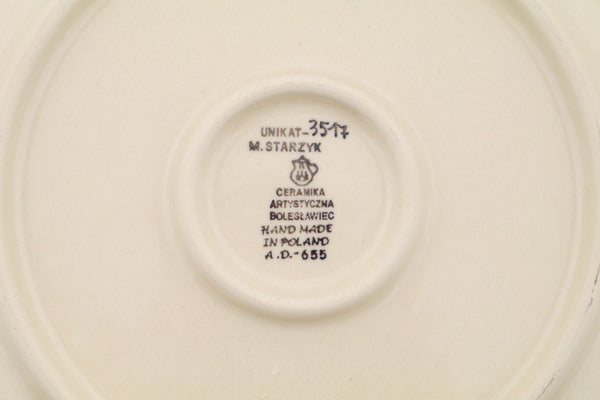 UNIKAT-3517
M. STARZYK
CERAMIKA
ARTYSTYCZNA
BOLESŁAWIEC
HAND MADE
IN POLAND
A.D.-655